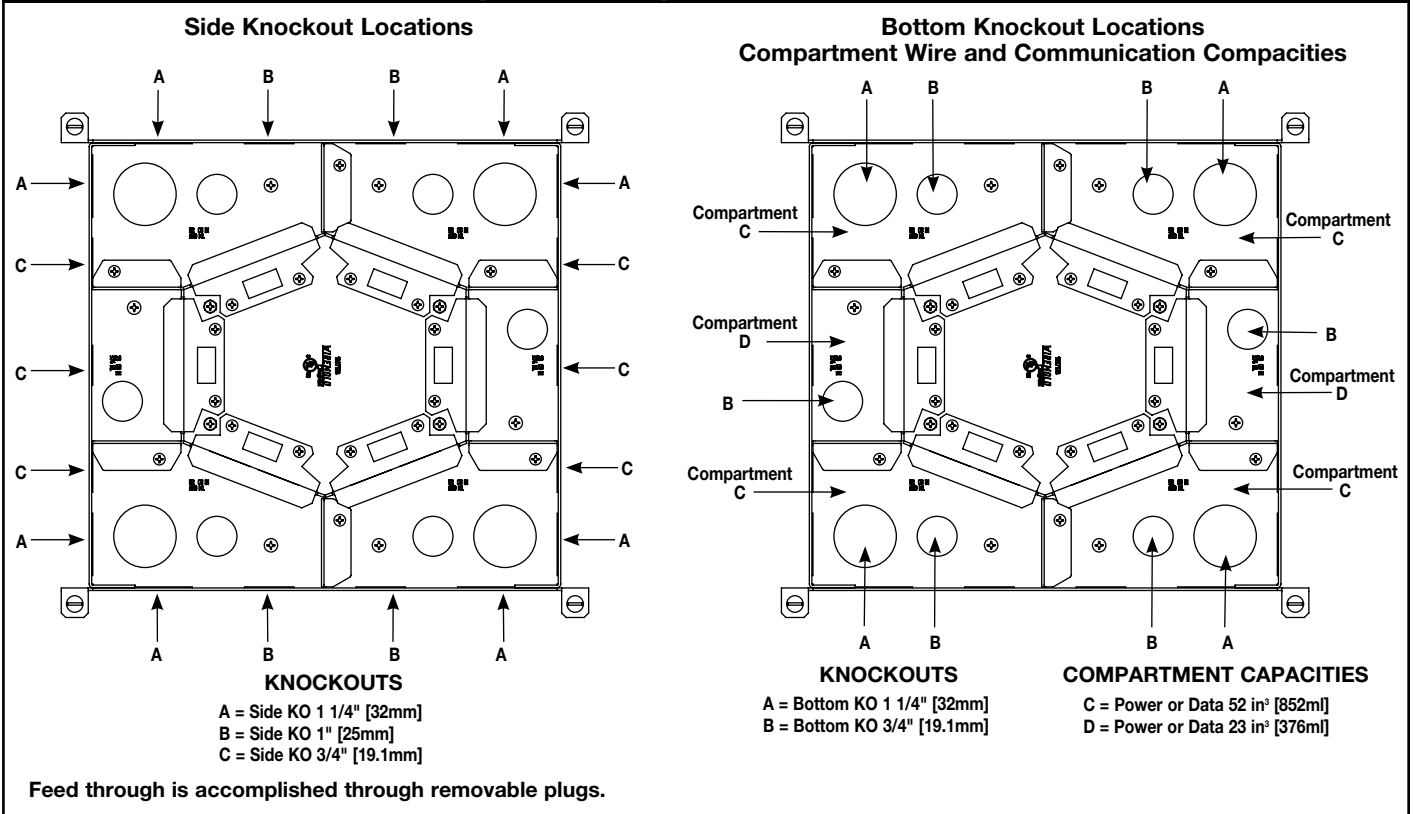 Side Knockout Locations
A B B A
A A
C C
C C
C C
A A
A B B A
WIREMOLD
KNOCKOUTS
A = Side KO 1 1/4" [32mm]
B = Side KO 1" [25mm]
C = Side KO 3/4" [19.1mm]
Feed through is accomplished through removable plugs.
Bottom Knockout Locations
Compartment Wire and Communication Compacities
A B B A
Compartment
C
Compartment
C
Compartment
D
B
Compartment
D
B
Compartment
C
Compartment
C
WIREMOLD
A B B A
KNOCKOUTS
A = Bottom KO 1 1/4" [32mm]
B = Bottom KO 3/4" [19.1mm]
COMPARTMENT CAPACITIES
C = Power or Data 52 in³ [852ml]
D = Power or Data 23 in³ [376ml]